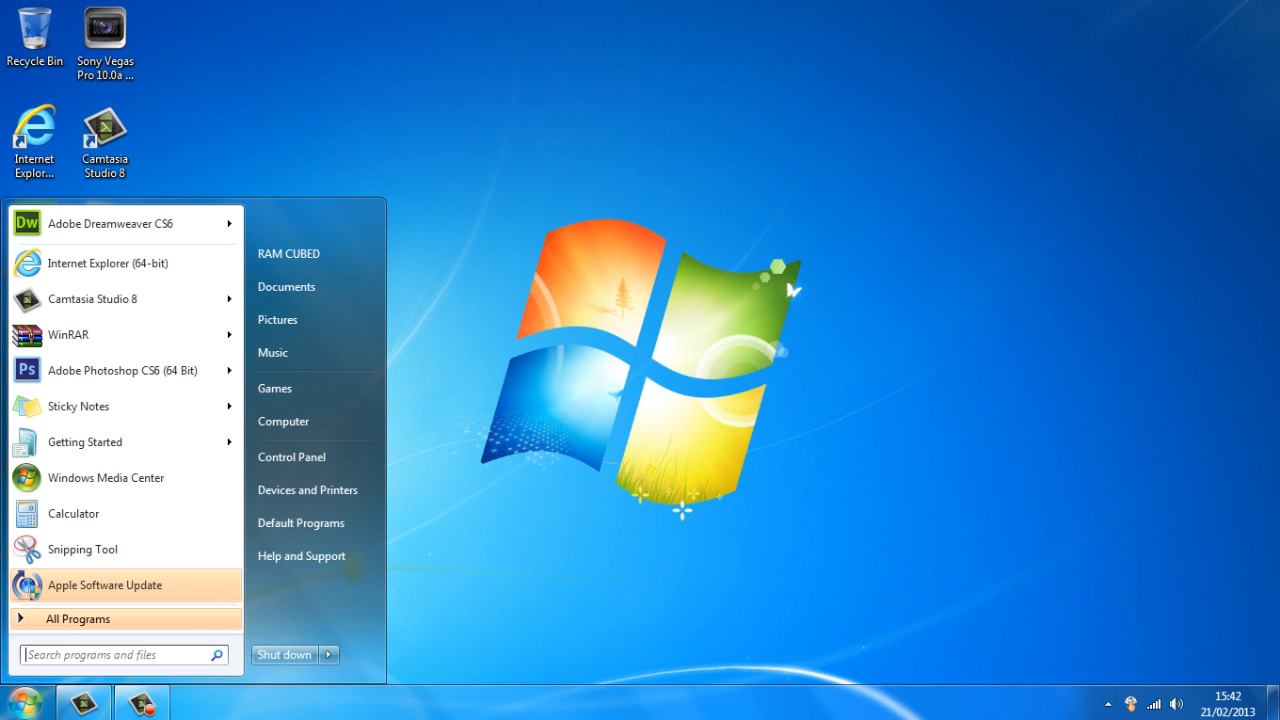 Recycle Bin
Sony Vegas
Pro 10.0a ...
Internet
Explor...
Camtasia
Studio 8
Dw
Adobe Dreamweaver CS6
Internet Explorer (64-bit)
Camtasia Studio 8
WinRAR
Ps
Adobe Photoshop CS6 (64 Bit)
Sticky Notes
Getting Started
Windows Media Center
Calculator
Snipping Tool
Apple Software Update
All Programs
Search programs and files
RAM CUBED
Documents
Pictures
Music
Games
Computer
Control Panel
Devices and Printers
Default Programs
Help and Support
Shut down
15:42
21/02/2013